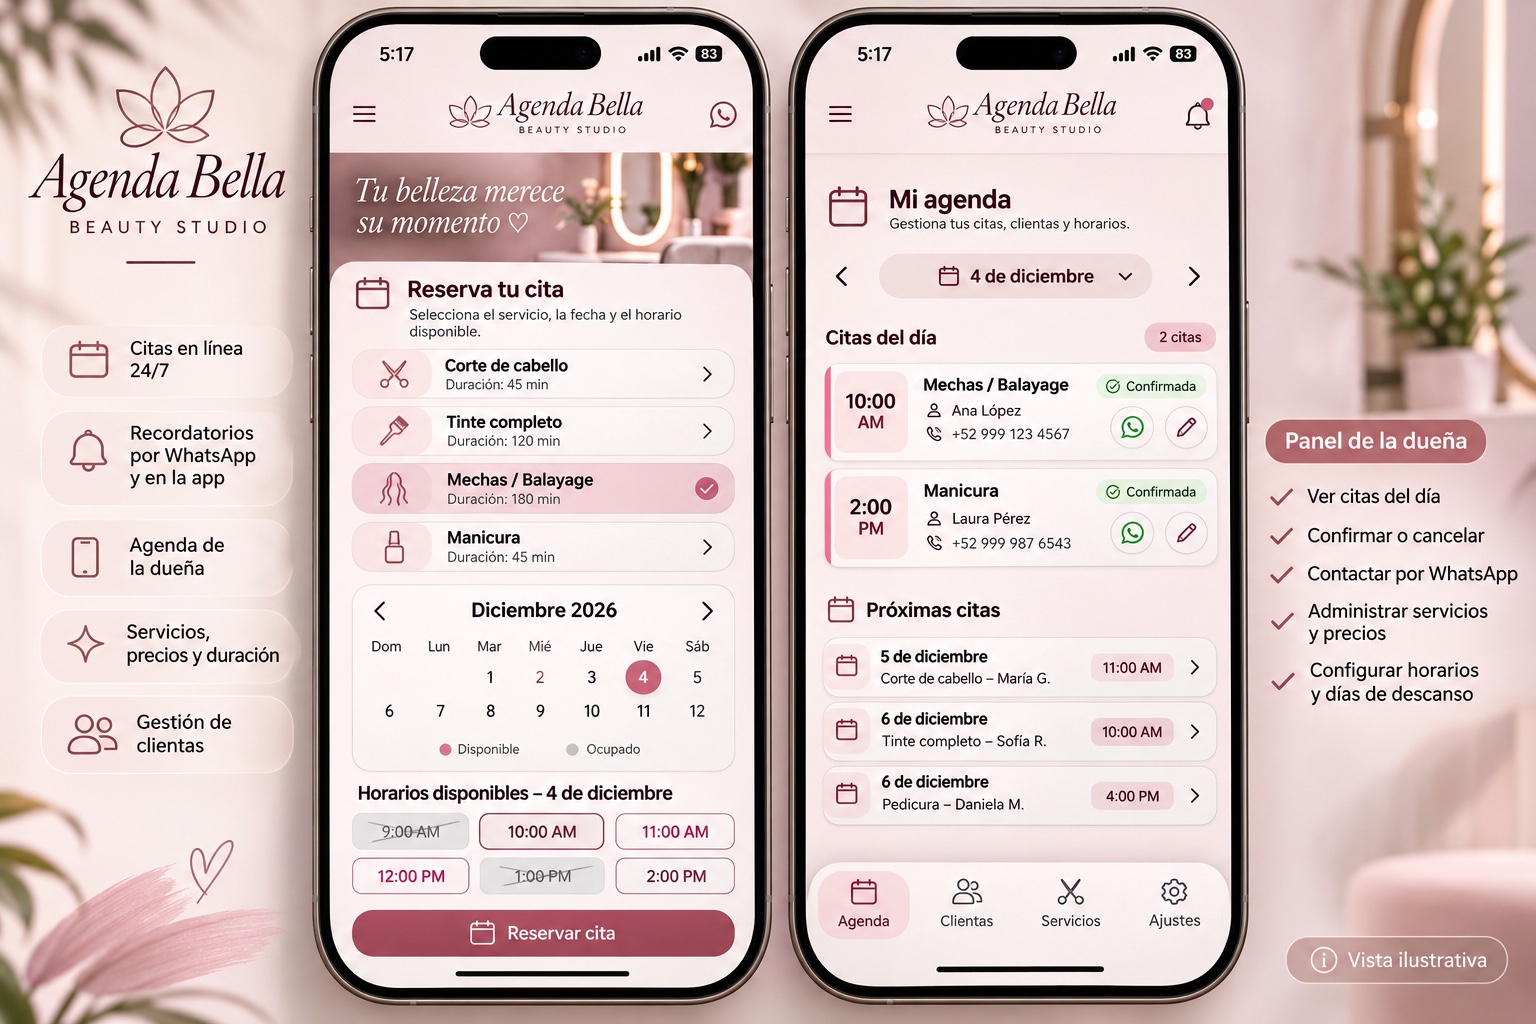 Agenda Bella
BEAUTY STUDIO
Citas en línea
24/7
Recordatorios
por WhatsApp
y en la app
Agenda de
la dueña
Servicios,
precios y duración
Gestión de
clientas
5:17
83
Agenda Bella
BEAUTY STUDIO
Tu belleza merece
su momento ♡
Reserva tu cita
Selecciona el servicio, la fecha y el horario
disponible.
Corte de cabello
Duración: 45 min
Tinte completo
Duración: 120 min
Mechas / Balayage
Duración: 180 min
Manicura
Duración: 45 min
Diciembre 2026
Dom Lun Mar Mié Jue Vie Sáb
1 2 3 4 5
6 7 8 9 10 11 12
Disponible Ocupado
Horarios disponibles – 4 de diciembre
9:00 AM 10:00 AM 11:00 AM
12:00 PM 1:00 PM 2:00 PM
Reservar cita
5:17
83
Agenda Bella
BEAUTY STUDIO
Mi agenda
Gestiona tus citas, clientas y horarios.
4 de diciembre
Citas del día
2 citas
10:00
AM
Mechas / Balayage
Confirmada
Ana López
+52 999 123 4567
2:00
PM
Manicura
Confirmada
Laura Pérez
+52 999 987 6543
Próximas citas
5 de diciembre
Corte de cabello – María G.
11:00 AM
6 de diciembre
Tinte completo – Sofía R.
10:00 AM
6 de diciembre
Pedicura – Daniela M.
4:00 PM
Agenda Clientas Servicios Ajustes
Panel de la dueña
Ver citas del día
Confirmar o cancelar
Contactar por WhatsApp
Administrar servicios
y precios
Configurar horarios
y días de descanso
Vista ilustrativa